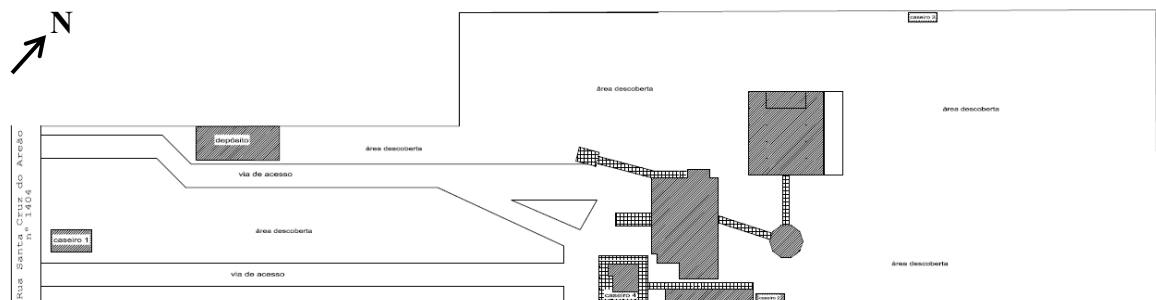 N
caseiro 3
área descoberta
área descoberta
depósito
área descoberta
via de acesso
Rua Santa Cruz do Areão
nº 1404
caseiro 1
área descoberta
área descoberta
via de acesso
caseiro 4
caseiro 2